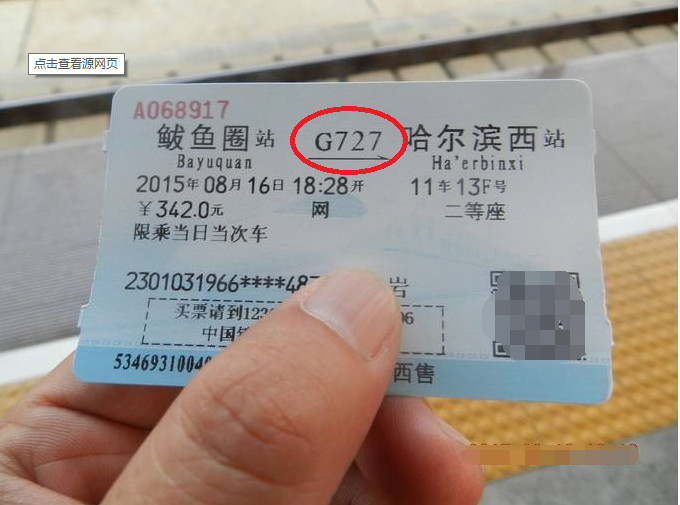 点击查看源网页
A068917
鲅鱼圈站 G727 哈尔滨西站
Bayuquan Ha'erbinxi
2015年08月16日18:28开 11车13F号
￥342.0元 网 二等座
限乘当日当次车
2301031966****48 岩
买票请到123 06
中国铁
534693100 西售